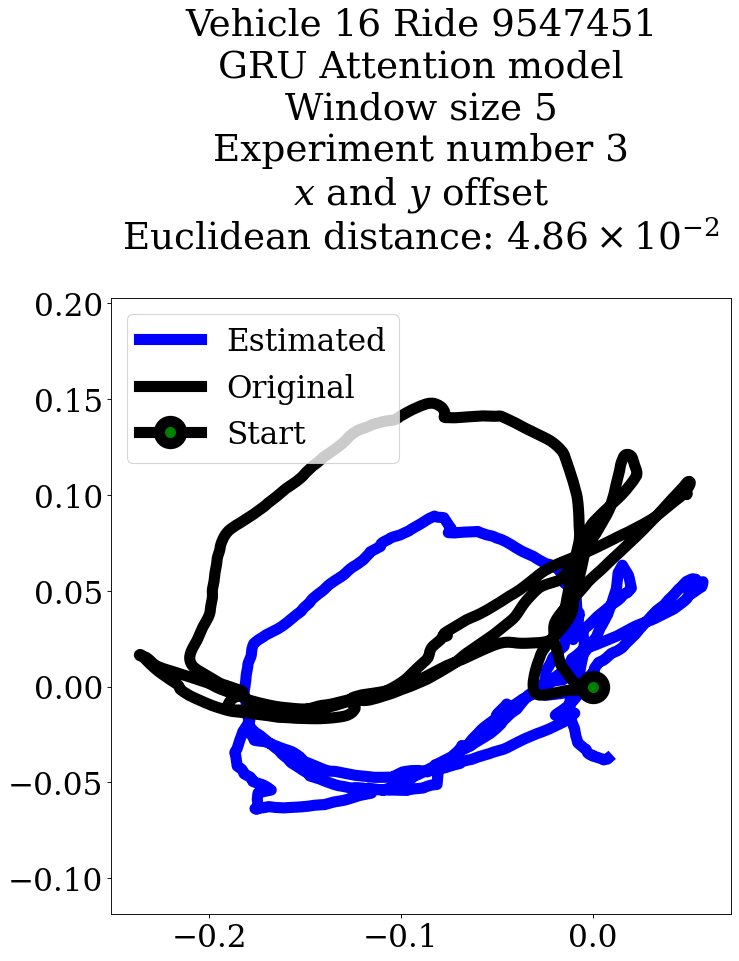 Vehicle 16 Ride 9547451
GRU Attention model
Window size 5
Experiment number 3
x and y offset
Euclidean distance: 4.86 × 10⁻²
0.20
0.15
0.10
0.05
0.00
−0.05
−0.10
Estimated
Original
Start
−0.2
−0.1
0.0